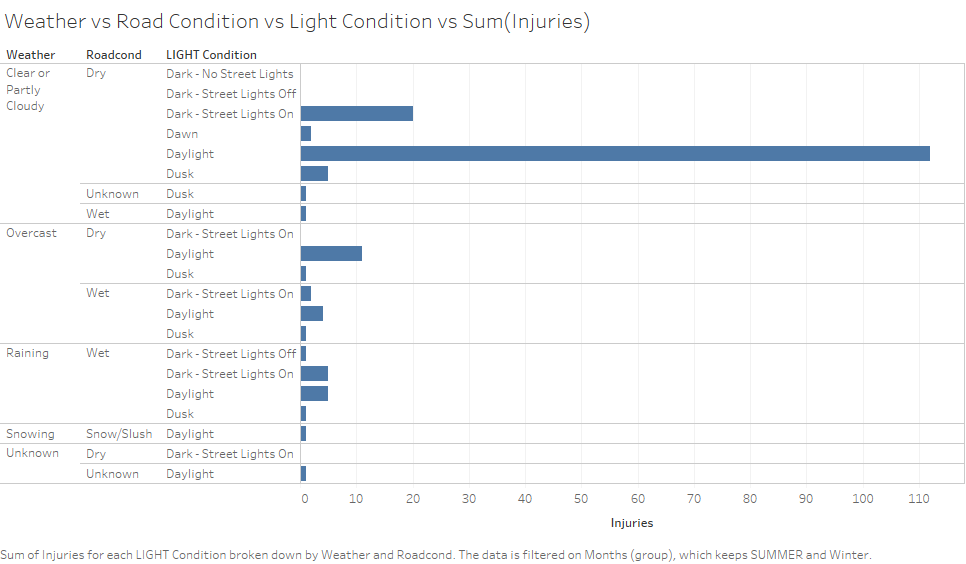 Weather vs Road Condition vs Light Condition vs Sum(Injuries)
Weather Roadcond LIGHT Condition
Clear or Dry Dark - No Street Lights
Partly Dark - Street Lights Off
Cloudy Dark - Street Lights On
Dawn
Daylight
Dusk
Unknown Dusk
Wet Daylight
Overcast Dry Dark - Street Lights On
Daylight
Dusk
Wet Dark - Street Lights On
Daylight
Dusk
Raining Wet Dark - Street Lights Off
Dark - Street Lights On
Daylight
Dusk
Snowing Snow/Slush Daylight
Unknown Dry Dark - Street Lights On
Unknown Daylight
0 10 20 30 40 50 60 70 80 90 100 110
Injuries
Sum of Injuries for each LIGHT Condition broken down by Weather and Roadcond. The data is filtered on Months (group), which keeps SUMMER and Winter.